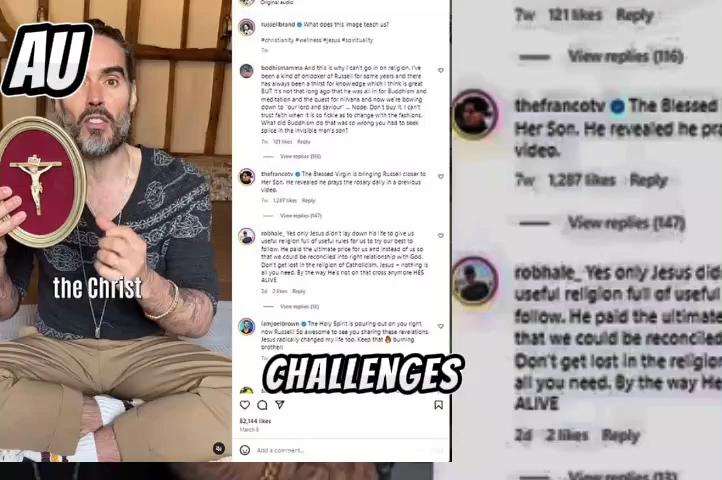 AU
the Christ
Original audio
russellbrand What does this image teach us?
#christianity #wellness #jesus #spirituality
7w
bodhismamma And this is why I can't go in on religion. I've
been a kind of onlooker of Russell for some years and there
has always been a thirst for knowledge which I think is great
BUT it's not that long ago that he was all in for Buddhism and
meditation and the quest for nirvana and now we're bowing
down to "our lord and saviour" ... Nope. Don't buy it. I can't
trust faith when it is so fickle as to change with the fashions.
What did Buddhism do that was so wrong you had to seek
splice in the invisible man's son?
7w 121 likes Reply
View replies (116)
thefrancotv The Blessed Virgin is bringing Russell closer to
Her Son. He revealed he prays the rosary daily in a previous
video.
7w 1,287 likes Reply
View replies (147)
robhale_ Yes only Jesus didn't lay down his life to give us
useful religion full of useful rules for us to try our best to
follow. He paid the ultimate price for us and instead of us so
that we could be reconciled into right relationship with God.
Don't get lost in the religion of Catholicism. Jesus + nothing is
all you need. By the way He's not on that cross anymore HES
ALIVE
2d 2 likes Reply
View replies (13)
iamjoelbrown The Holy Spirit is pouring out on you right
now Russell! So awesome to see you sharing these revelations.
Jesus radically changed my life too. Keep that 🔥 burning
brother!
CHALLENGES
52,144 likes
March 8
Add a comment...
7w 121 likes Reply
View replies (116)
thefrancotv The Blessed
Her Son. He revealed he pra
video.
7w 1,287 likes Reply
View replies (147)
robhale_ Yes only Jesus did
useful religion full of useful
follow. He paid the ultimate
that we could be reconciled
Don't get lost in the religion
all you need. By the way He
ALIVE
2d 2 likes Reply
View replies (13)